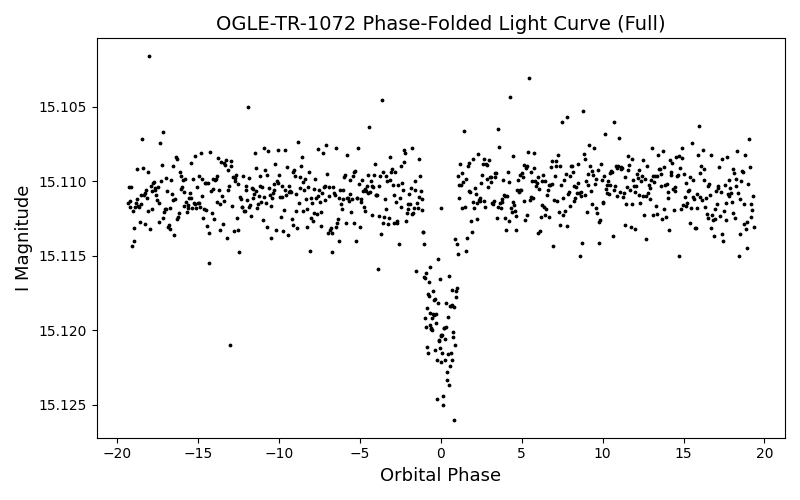 OGLE-TR-1072 Phase-Folded Light Curve (Full)
I Magnitude
15.105
15.110
15.115
15.120
15.125
−20 −15 −10 −5 0 5 10 15 20
Orbital Phase